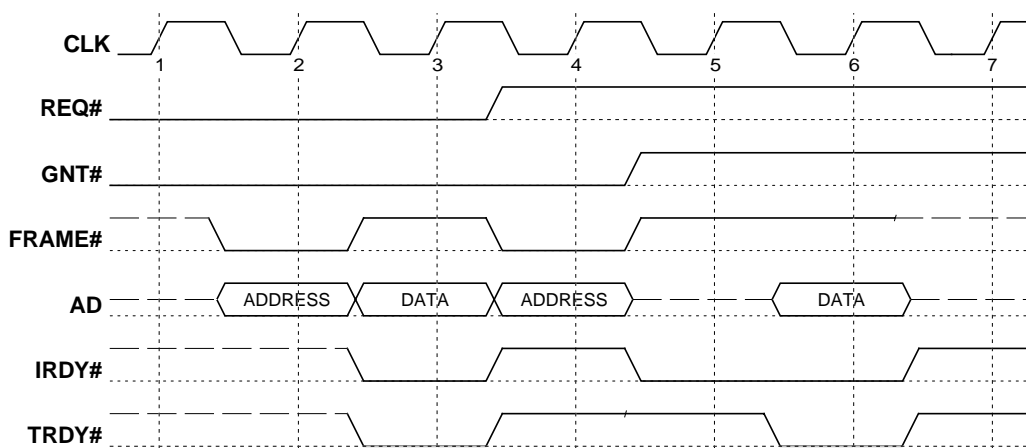 CLK
1 2 3 4 5 6 7
REQ#
GNT#
FRAME#
AD ADDRESS DATA ADDRESS DATA
IRDY#
TRDY#